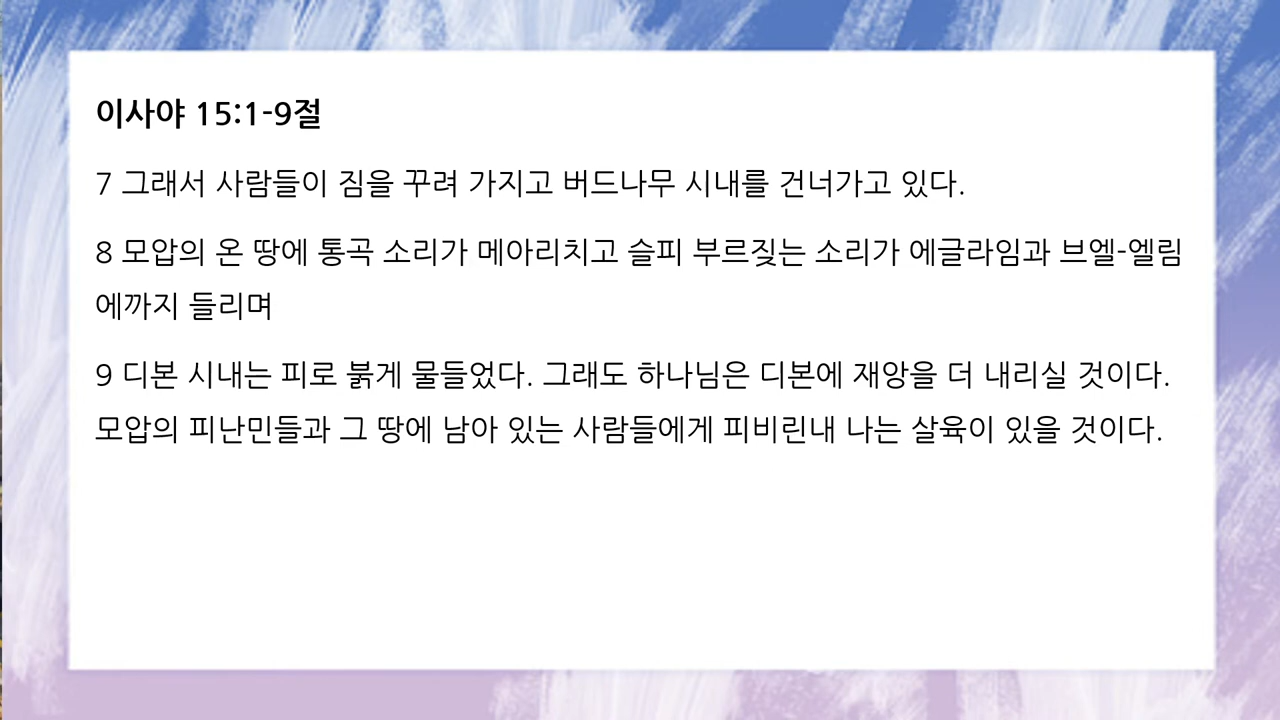 이사야 15:1-9절
7 그래서 사람들이 짐을 꾸려 가지고 버드나무 시내를 건너가고 있다.
8 모압의 온 땅에 통곡 소리가 메아리치고 슬피 부르짖는 소리가 에글라임과 브엘-엘림
에까지 들리며
9 디본 시내는 피로 붉게 물들었다. 그래도 하나님은 디본에 재앙을 더 내리실 것이다.
모압의 피난민들과 그 땅에 남아 있는 사람들에게 피비린내 나는 살육이 있을 것이다.